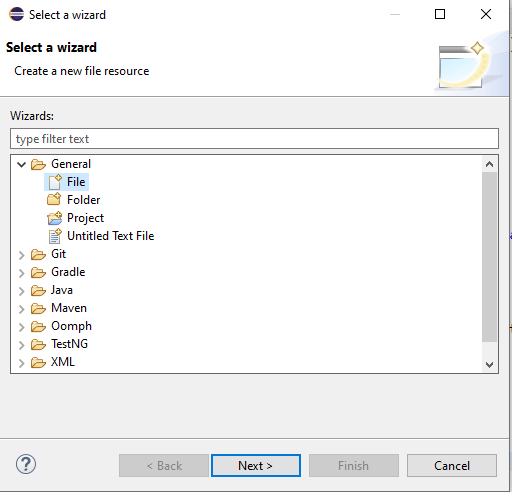 Select a wizard
Select a wizard
Create a new file resource
Wizards:
type filter text
General
File
Folder
Project
Untitled Text File
Git
Gradle
Java
Maven
Oomph
TestNG
XML
?
< Back
Next >
Finish
Cancel